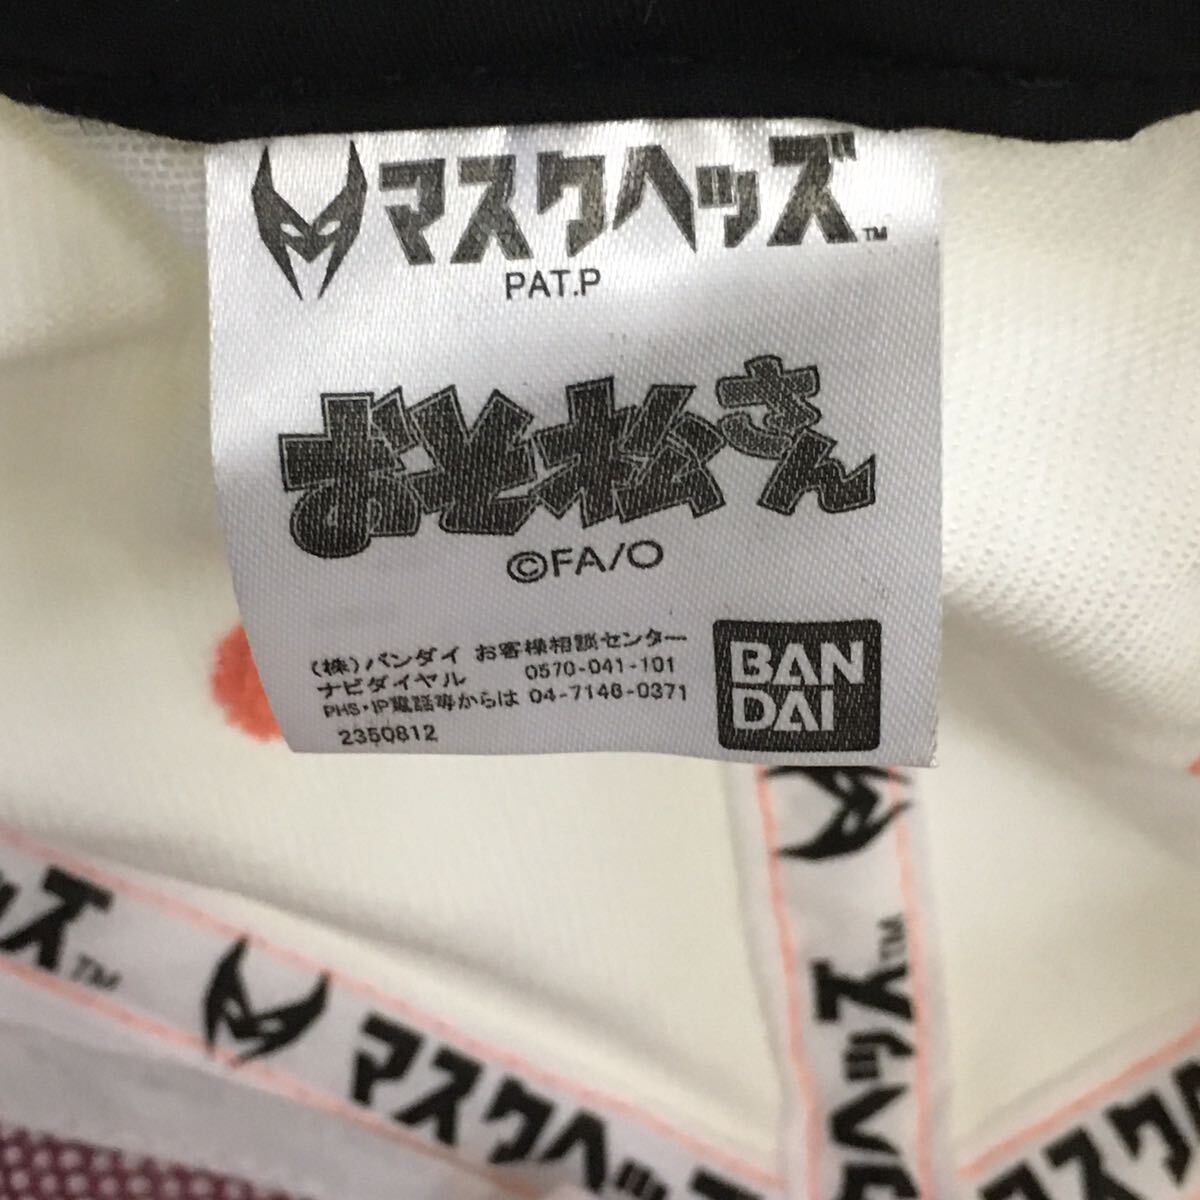 マスクヘッズ™
PAT.P
おそ松さん
©FA/O
(株)バンダイ お客様相談センター
ナビダイヤル 0570-041-101
PHS・IP電話等からは 04-7146-0371
2350812
BAN
DAI
ッズ™
マスクヘッ
ヘッズ™
マスクヘッズ